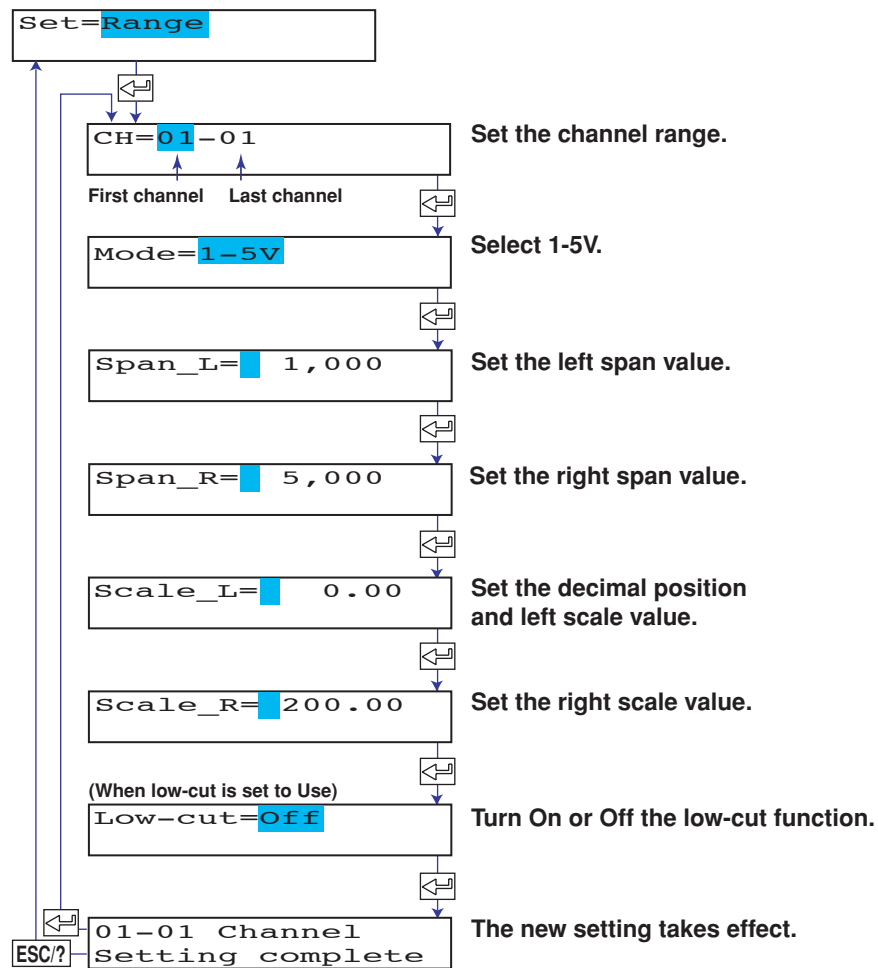 Set=Range
CH=01-01
Set the channel range.
First channel Last channel
Mode=1-5V
Select 1-5V.
Span_L= 1,000
Set the left span value.
Span_R= 5,000
Set the right span value.
Scale_L= 0.00
Set the decimal position
and left scale value.
Scale_R= 200.00
Set the right scale value.
(When low-cut is set to Use)
Low-cut=Off
Turn On or Off the low-cut function.
01-01 Channel
The new setting takes effect.
ESC/?
Setting complete